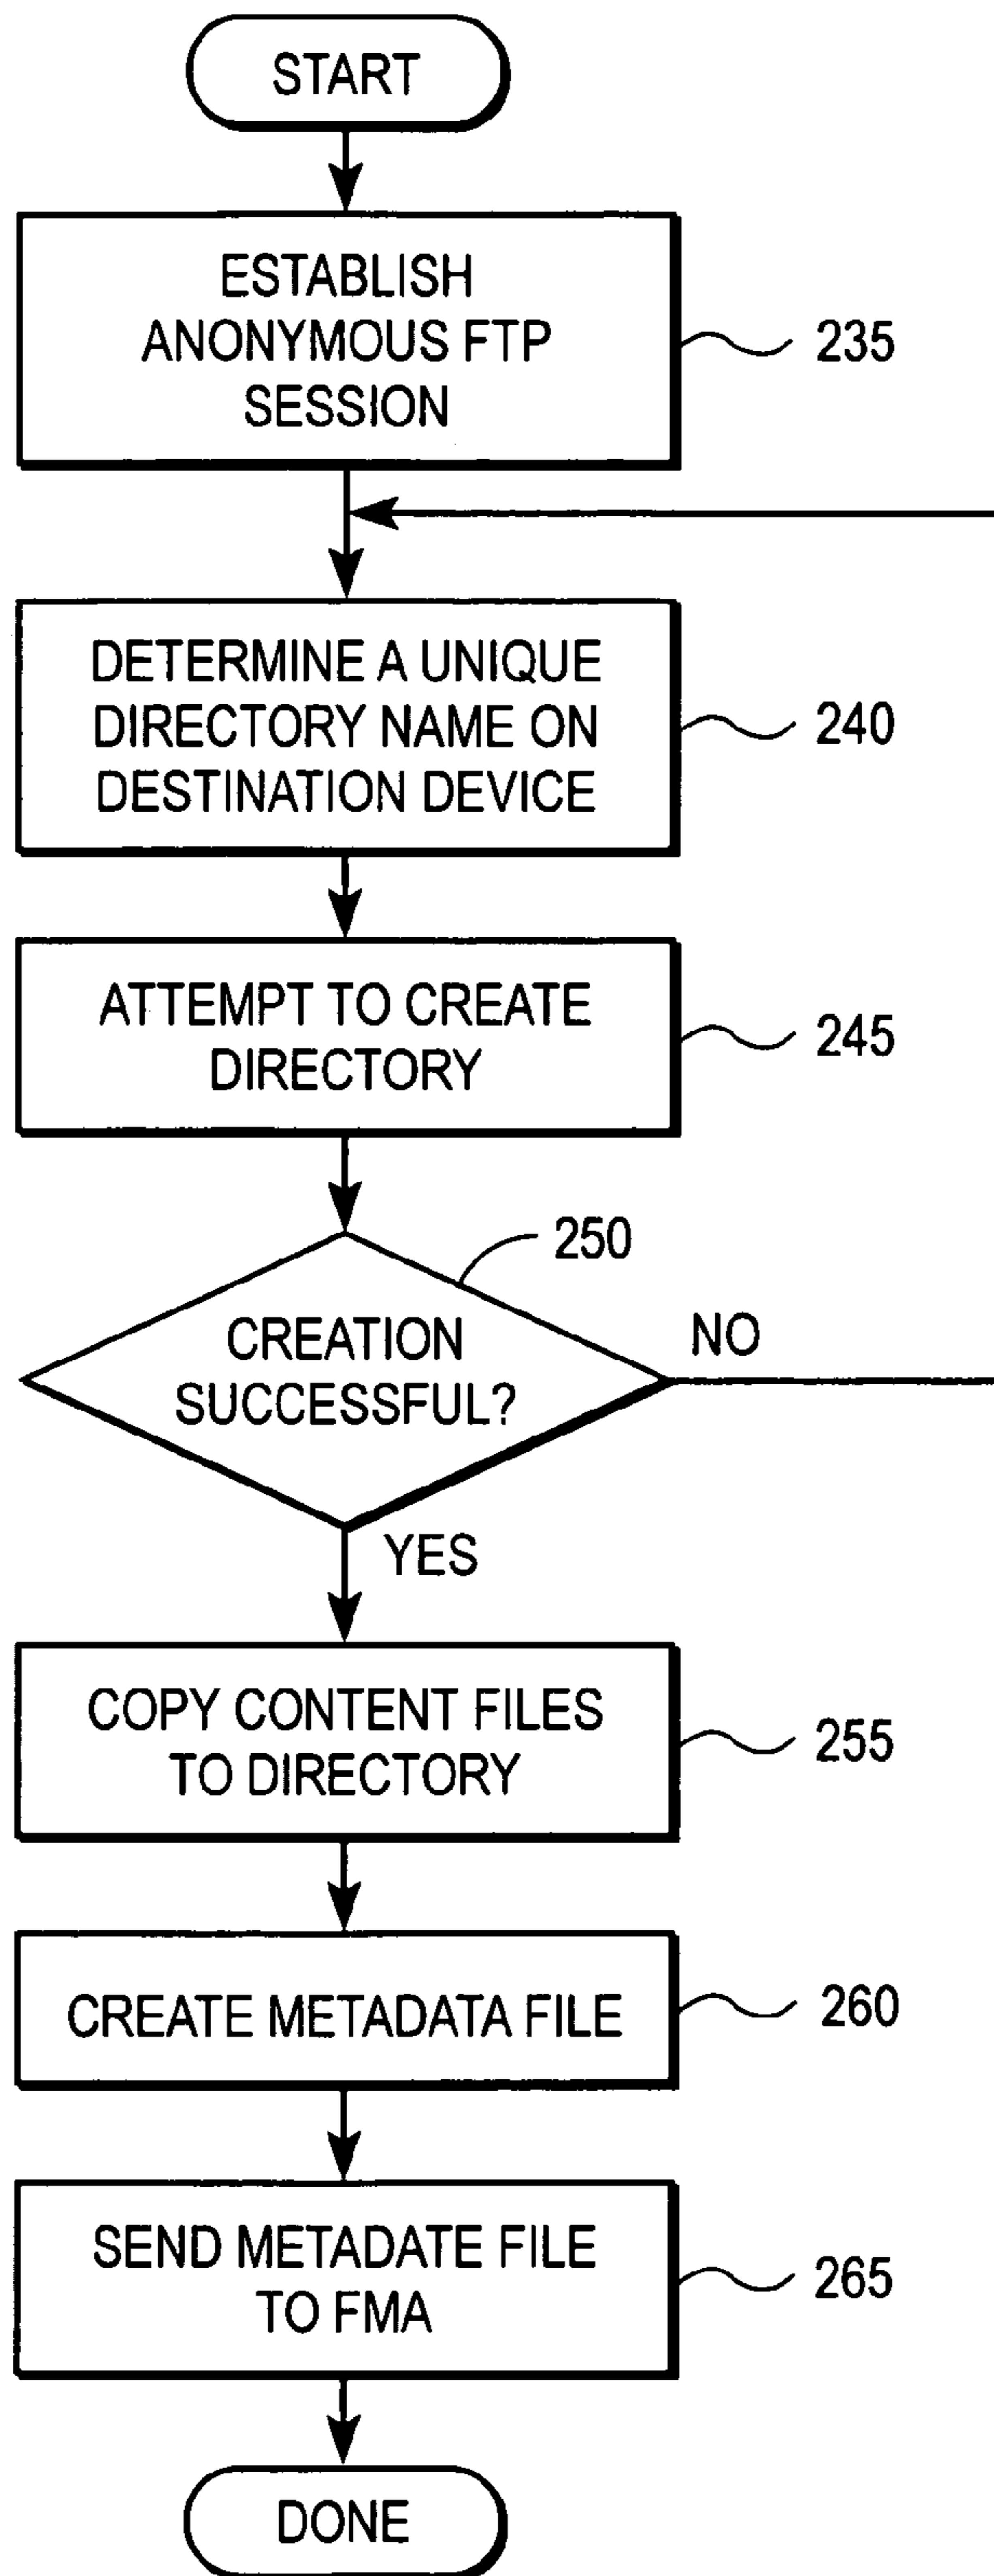 START
ESTABLISH
ANONYMOUS FTP
SESSION
235
DETERMINE A UNIQUE
DIRECTORY NAME ON
DESTINATION DEVICE
240
ATTEMPT TO CREATE
DIRECTORY
245
250
CREATION
SUCCESSFUL?
NO
YES
COPY CONTENT FILES
TO DIRECTORY
255
CREATE METADATA FILE
260
SEND METADATE FILE
TO FMA
265
DONE